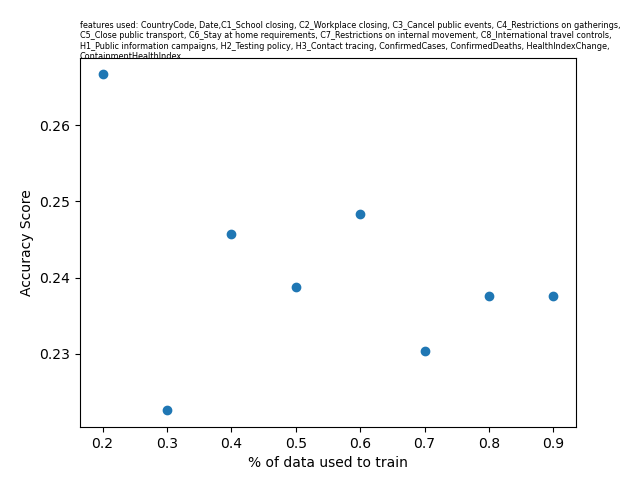 features used: CountryCode, Date,C1_School closing, C2_Workplace closing, C3_Cancel public events, C4_Restrictions on gatherings,
C5_Close public transport, C6_Stay at home requirements, C7_Restrictions on internal movement, C8_International travel controls,
H1_Public information campaigns, H2_Testing policy, H3_Contact tracing, ConfirmedCases, ConfirmedDeaths, HealthIndexChange,
ContainmentHealthIndex
0.26
0.25
0.24
0.23
Accuracy Score
0.2 0.3 0.4 0.5 0.6 0.7 0.8 0.9
% of data used to train